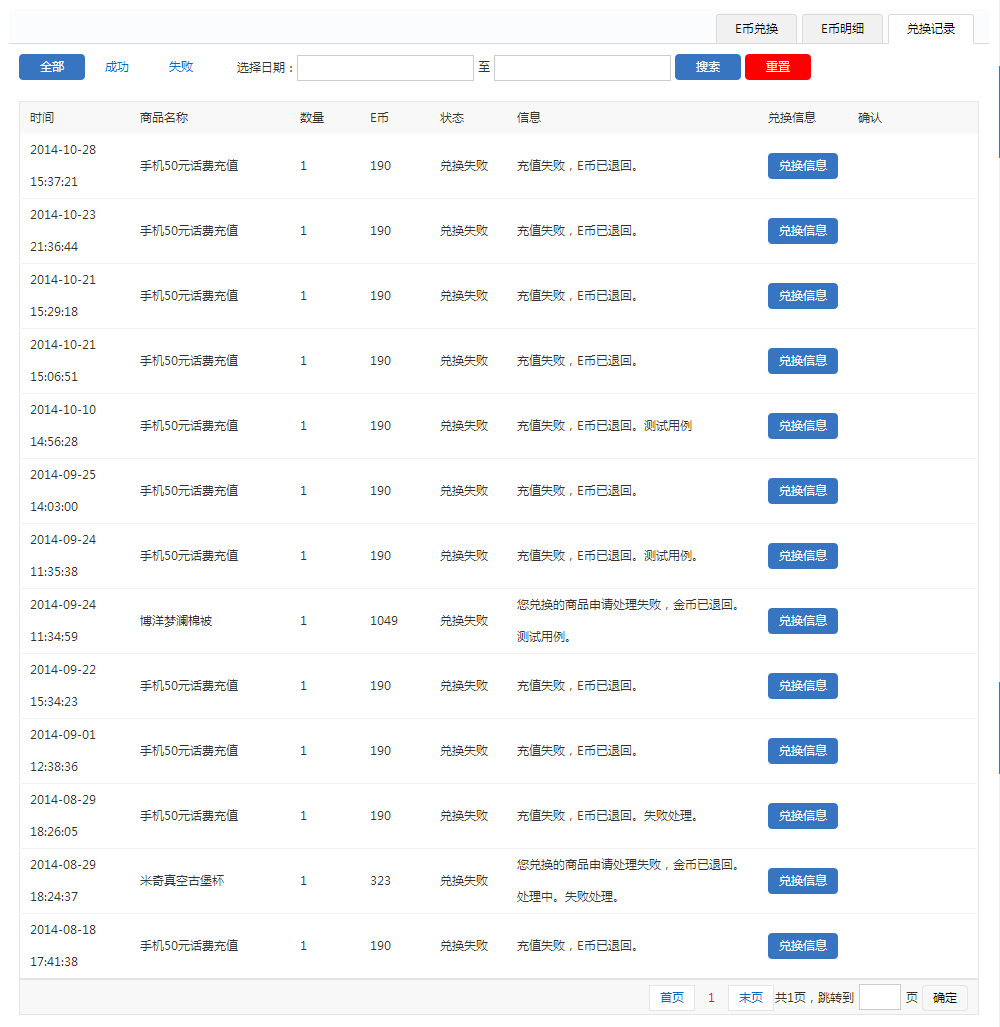 E币兑换 E币明细 兑换记录
全部 成功 失败 选择日期： 至 搜索 重置
时间 商品名称 数量 E币 状态 信息 兑换信息 确认
2014-10-28
15:37:21
手机50元话费充值 1 190 兑换失败 充值失败，E币已退回。 兑换信息
2014-10-23
21:36:44
手机50元话费充值 1 190 兑换失败 充值失败，E币已退回。 兑换信息
2014-10-21
15:29:18
手机50元话费充值 1 190 兑换失败 充值失败，E币已退回。 兑换信息
2014-10-21
15:06:51
手机50元话费充值 1 190 兑换失败 充值失败，E币已退回。 兑换信息
2014-10-10
14:56:28
手机50元话费充值 1 190 兑换失败 充值失败，E币已退回。测试用例 兑换信息
2014-09-25
14:03:00
手机50元话费充值 1 190 兑换失败 充值失败，E币已退回。 兑换信息
2014-09-24
11:35:38
手机50元话费充值 1 190 兑换失败 充值失败，E币已退回。测试用例。 兑换信息
2014-09-24
11:34:59
博洋梦澜棉被 1 1049 兑换失败 您兑换的商品申请处理失败，金币已退回。
测试用例。
兑换信息
2014-09-22
15:34:23
手机50元话费充值 1 190 兑换失败 充值失败，E币已退回。 兑换信息
2014-09-01
12:38:36
手机50元话费充值 1 190 兑换失败 充值失败，E币已退回。 兑换信息
2014-08-29
18:26:05
手机50元话费充值 1 190 兑换失败 充值失败，E币已退回。失败处理。 兑换信息
2014-08-29
18:24:37
米奇真空古堡杯 1 323 兑换失败 您兑换的商品申请处理失败，金币已退回。
处理中。失败处理。
兑换信息
2014-08-18
17:41:38
手机50元话费充值 1 190 兑换失败 充值失败，E币已退回。 兑换信息
首页 1 末页 共1页，跳转到 页 确定